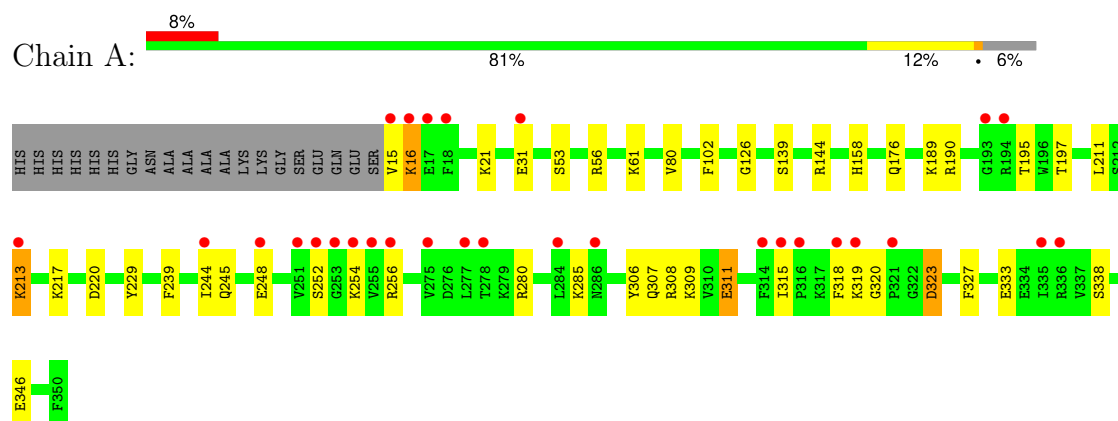 8%
Chain A:
81% 12% • 6%
HIS HIS HIS HIS HIS HIS GLY ASN ALA ALA ALA ALA LYS LYS GLY SER GLU GLN GLU SER V15 K16 E17 F18 K21 E31 S53 R56 K61 V80 F102 G126 S139 R144 H158 Q176 K189 R190 G193 R194 T195 W196 T197 L211 S212
K213 K217 D220 Y229 F239 I244 Q245 E248 V251 S252 G253 K254 V255 R256 V275 D276 L277 T278 K279 R280 L284 K285 N286 Y306 Q307 R308 K309 V310 E311 F314 I315 P316 K317 F318 K319 G320 P321 G322 D323 F327 E333 E334 I335 R336 V337 S338
E346 F350